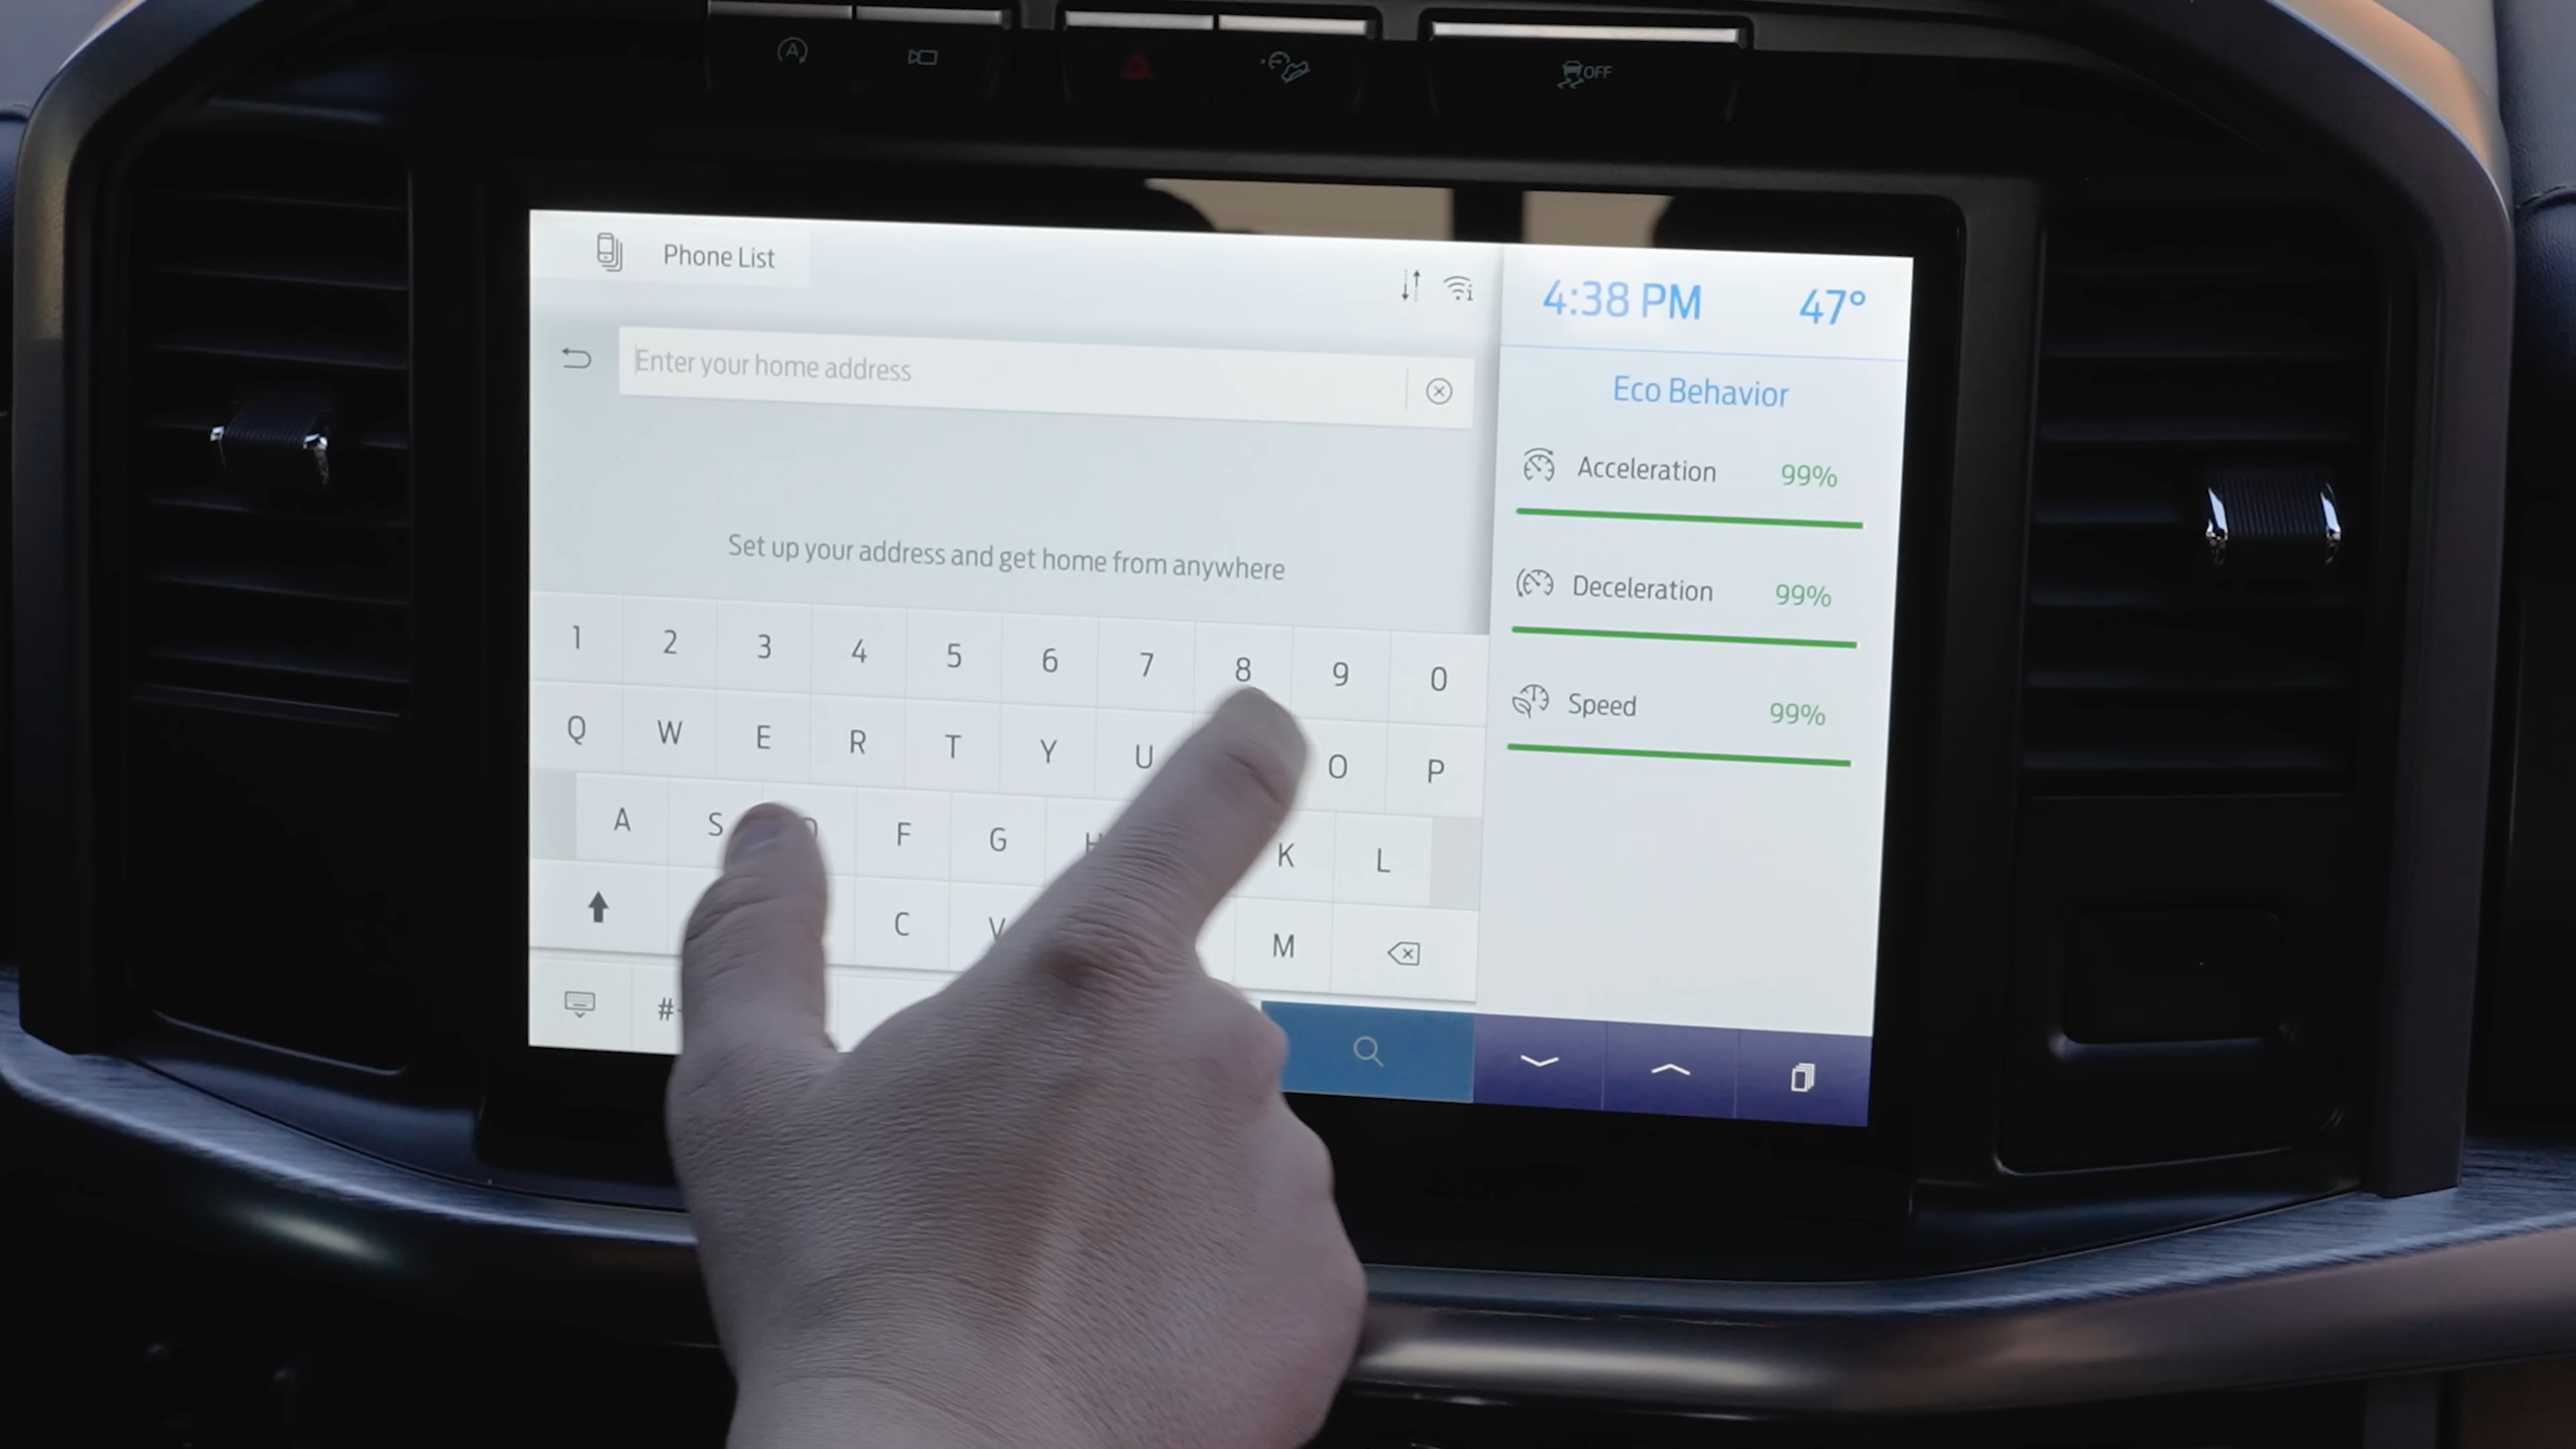 A
OFF
Phone List
4:38 PM 47°
Enter your home address
Eco Behavior
Acceleration 99%
Set up your address and get home from anywhere
Deceleration 99%
1 2 3 4 5 6 7 8 9 0
Speed 99%
Q W E R T Y U O P
A S D F G H K L
C V M
#